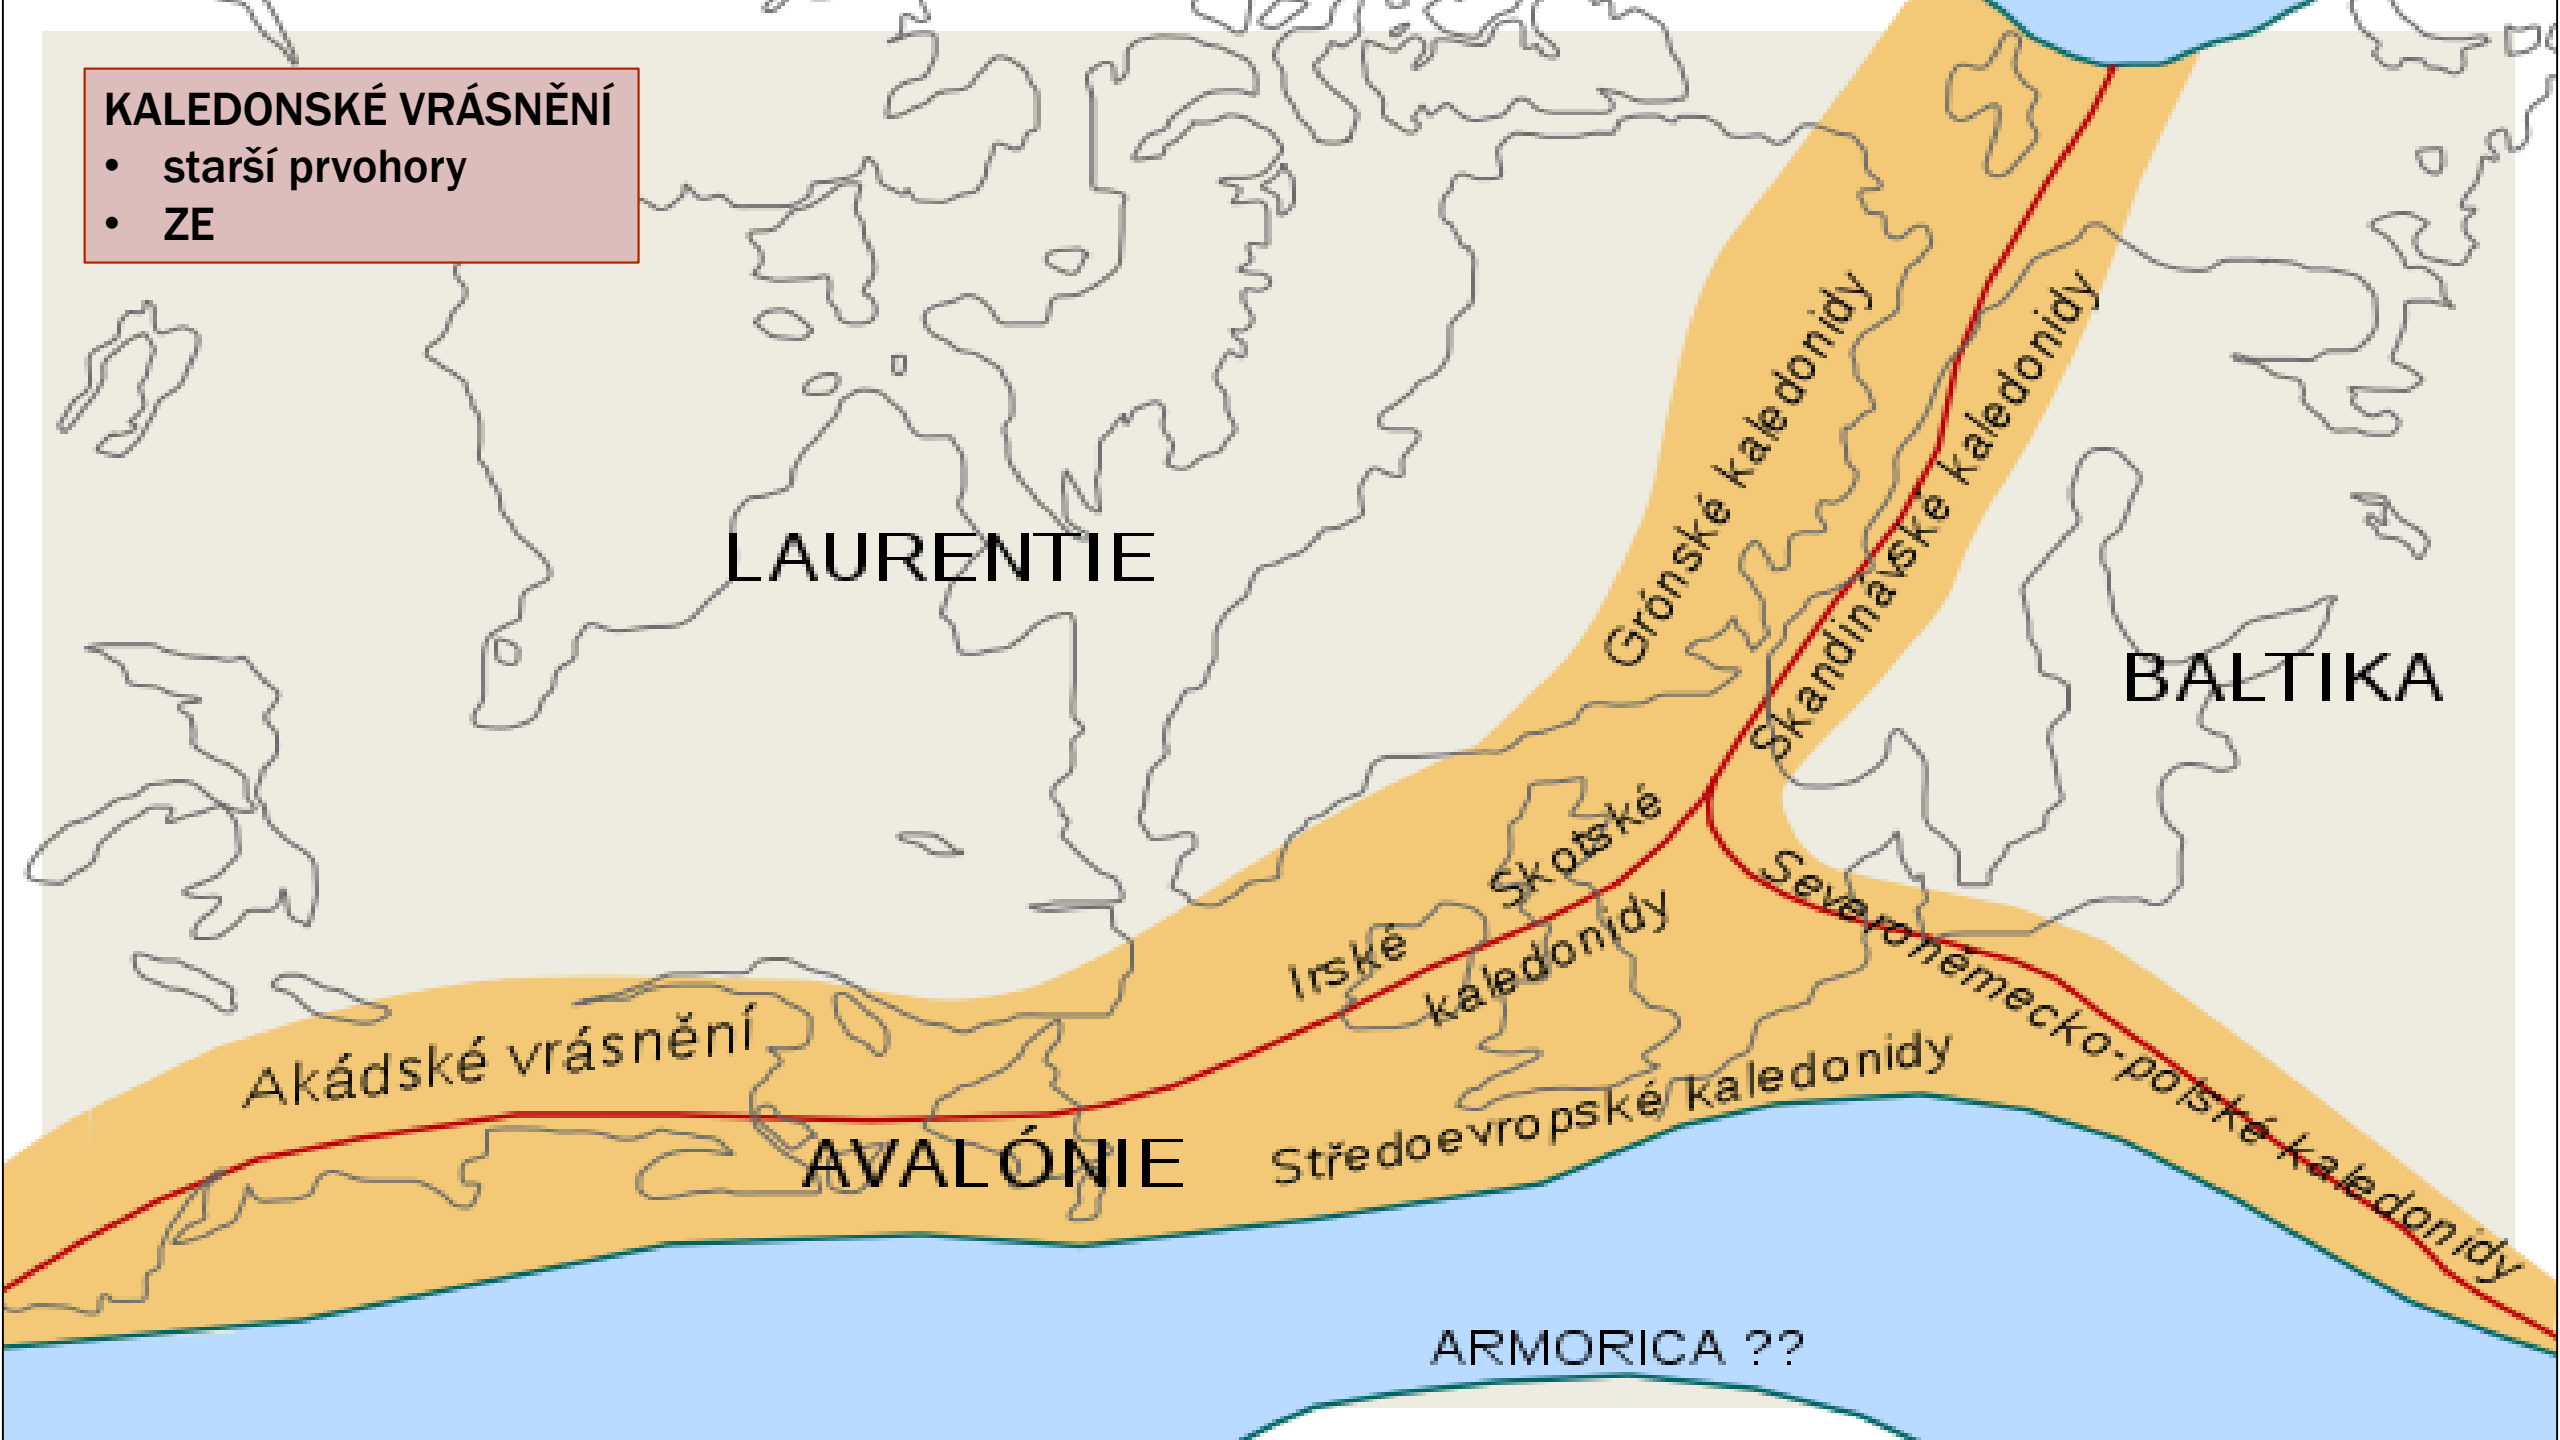 KALEDONSKÉ VRÁSNĚNÍ
• starší prvohory
• ZE
Grónské kaledonidy
Skandinávské kaledonidy
LAURENTIE
BALTIKA
Skotské
Irské
kaledonidy
Severoněmecko-polské kaledonidy
Akádské vrásnění
Středoevropské kaledonidy
AVALÓNIE
ARMORICA ??